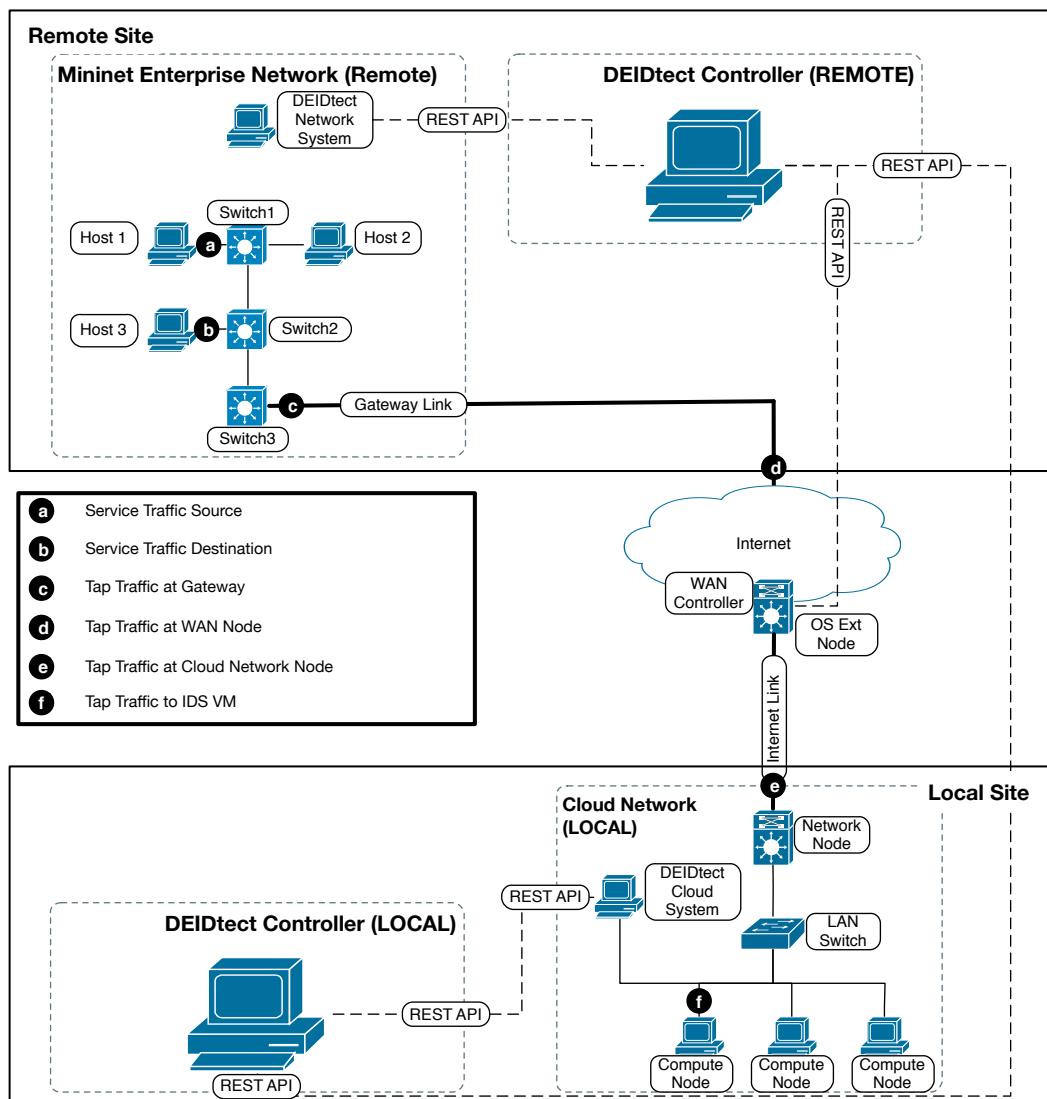 Remote Site
Mininet Enterprise Network (Remote)
DEIDtect Controller (REMOTE)
DEIDtect
Network
System
REST API
REST API
REST API
Switch1
Host 1
a
Host 2
Host 3
b
Switch2
c
Gateway Link
Switch3
d
a Service Traffic Source
b Service Traffic Destination
c Tap Traffic at Gateway
d Tap Traffic at WAN Node
e Tap Traffic at Cloud Network Node
f Tap Traffic to IDS VM
Internet
WAN
Controller
OS Ext
Node
Internet Link
e
Local Site
Cloud Network
(LOCAL)
Network
Node
DEIDtect
Cloud
System
REST API
LAN
Switch
DEIDtect Controller (LOCAL)
REST API
f
Compute
Node
Compute
Node
Compute
Node
REST API